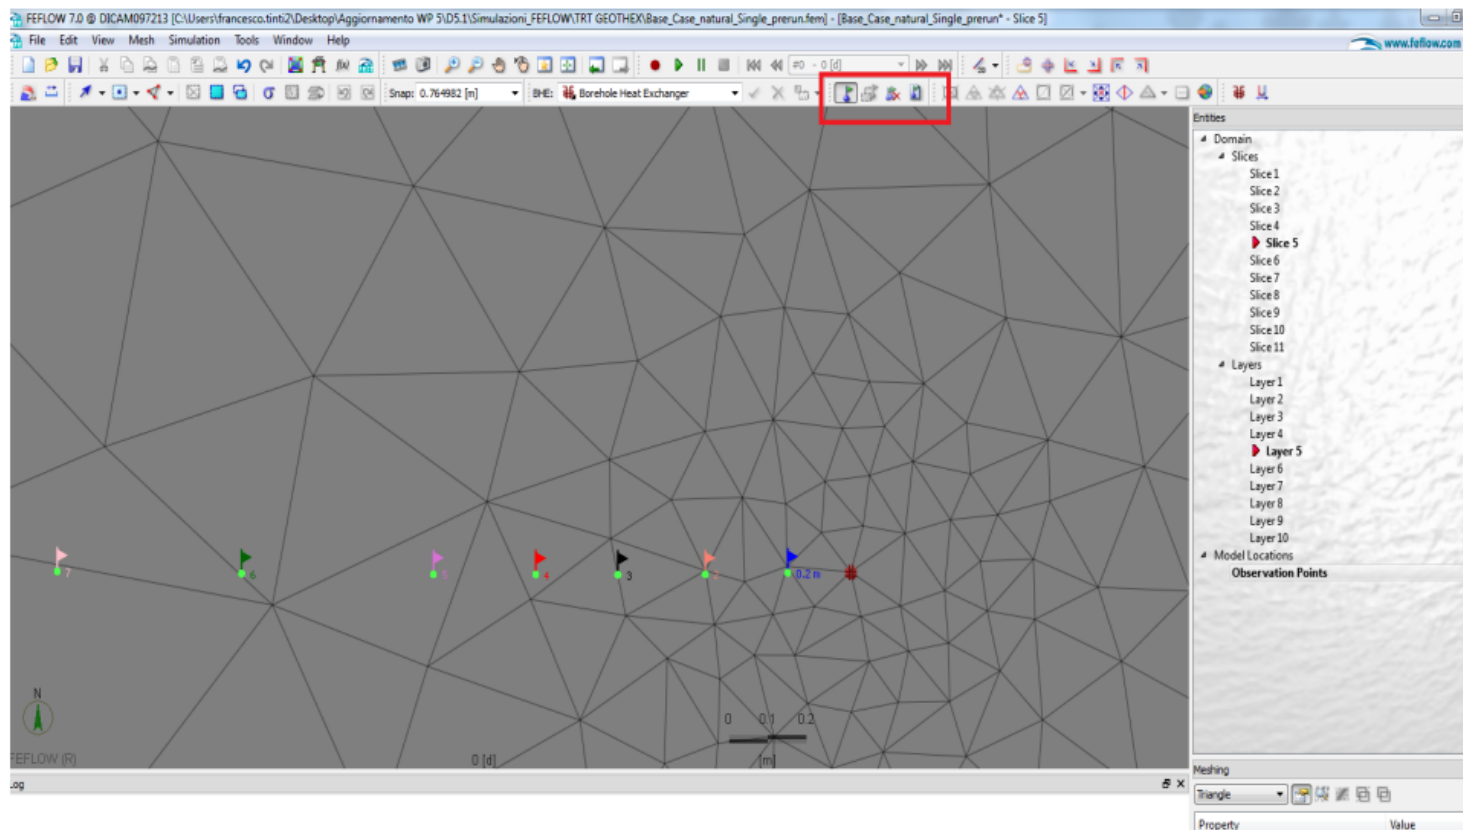 FEFLOW 7.0 @ DICAM097213 [C:\Users\francesco.tinti2\Desktop\Aggiornamento WP 5\D5.1\Simulazioni_FEFLOW\TRT GEOTHEX\Base_Case_natural_Single_prerun.fem] - [Base_Case_natural_Single_prerun* - Slice 5]
File Edit View Mesh Simulation Tools Window Help
www.feflow.com
#0 - 0 [d]
Snap: 0.764982 [m] BHE: Borehole Heat Exchanger
Entities
Domain
Slices
Slice 1
Slice 2
Slice 3
Slice 4
Slice 5
Slice 6
Slice 7
Slice 8
Slice 9
Slice 10
Slice 11
Layers
Layer 1
Layer 2
Layer 3
Layer 4
Layer 5
Layer 6
Layer 7
Layer 8
Layer 9
Layer 10
Model Locations
Observation Points
7 6 5 4 3 2 0.2 m
N
0 0.1 0.2
FEFLOW (R) 0 [d] [m]
Log
Meshing
Triangle
Property Value